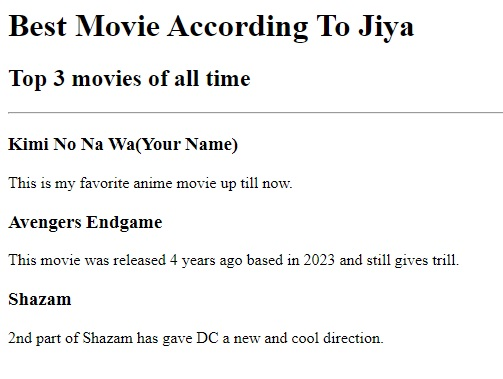 Best Movie According To Jiya
Top 3 movies of all time
Kimi No Na Wa(Your Name)
This is my favorite anime movie up till now.
Avengers Endgame
This movie was released 4 years ago based in 2023 and still gives trill.
Shazam
2nd part of Shazam has gave DC a new and cool direction.